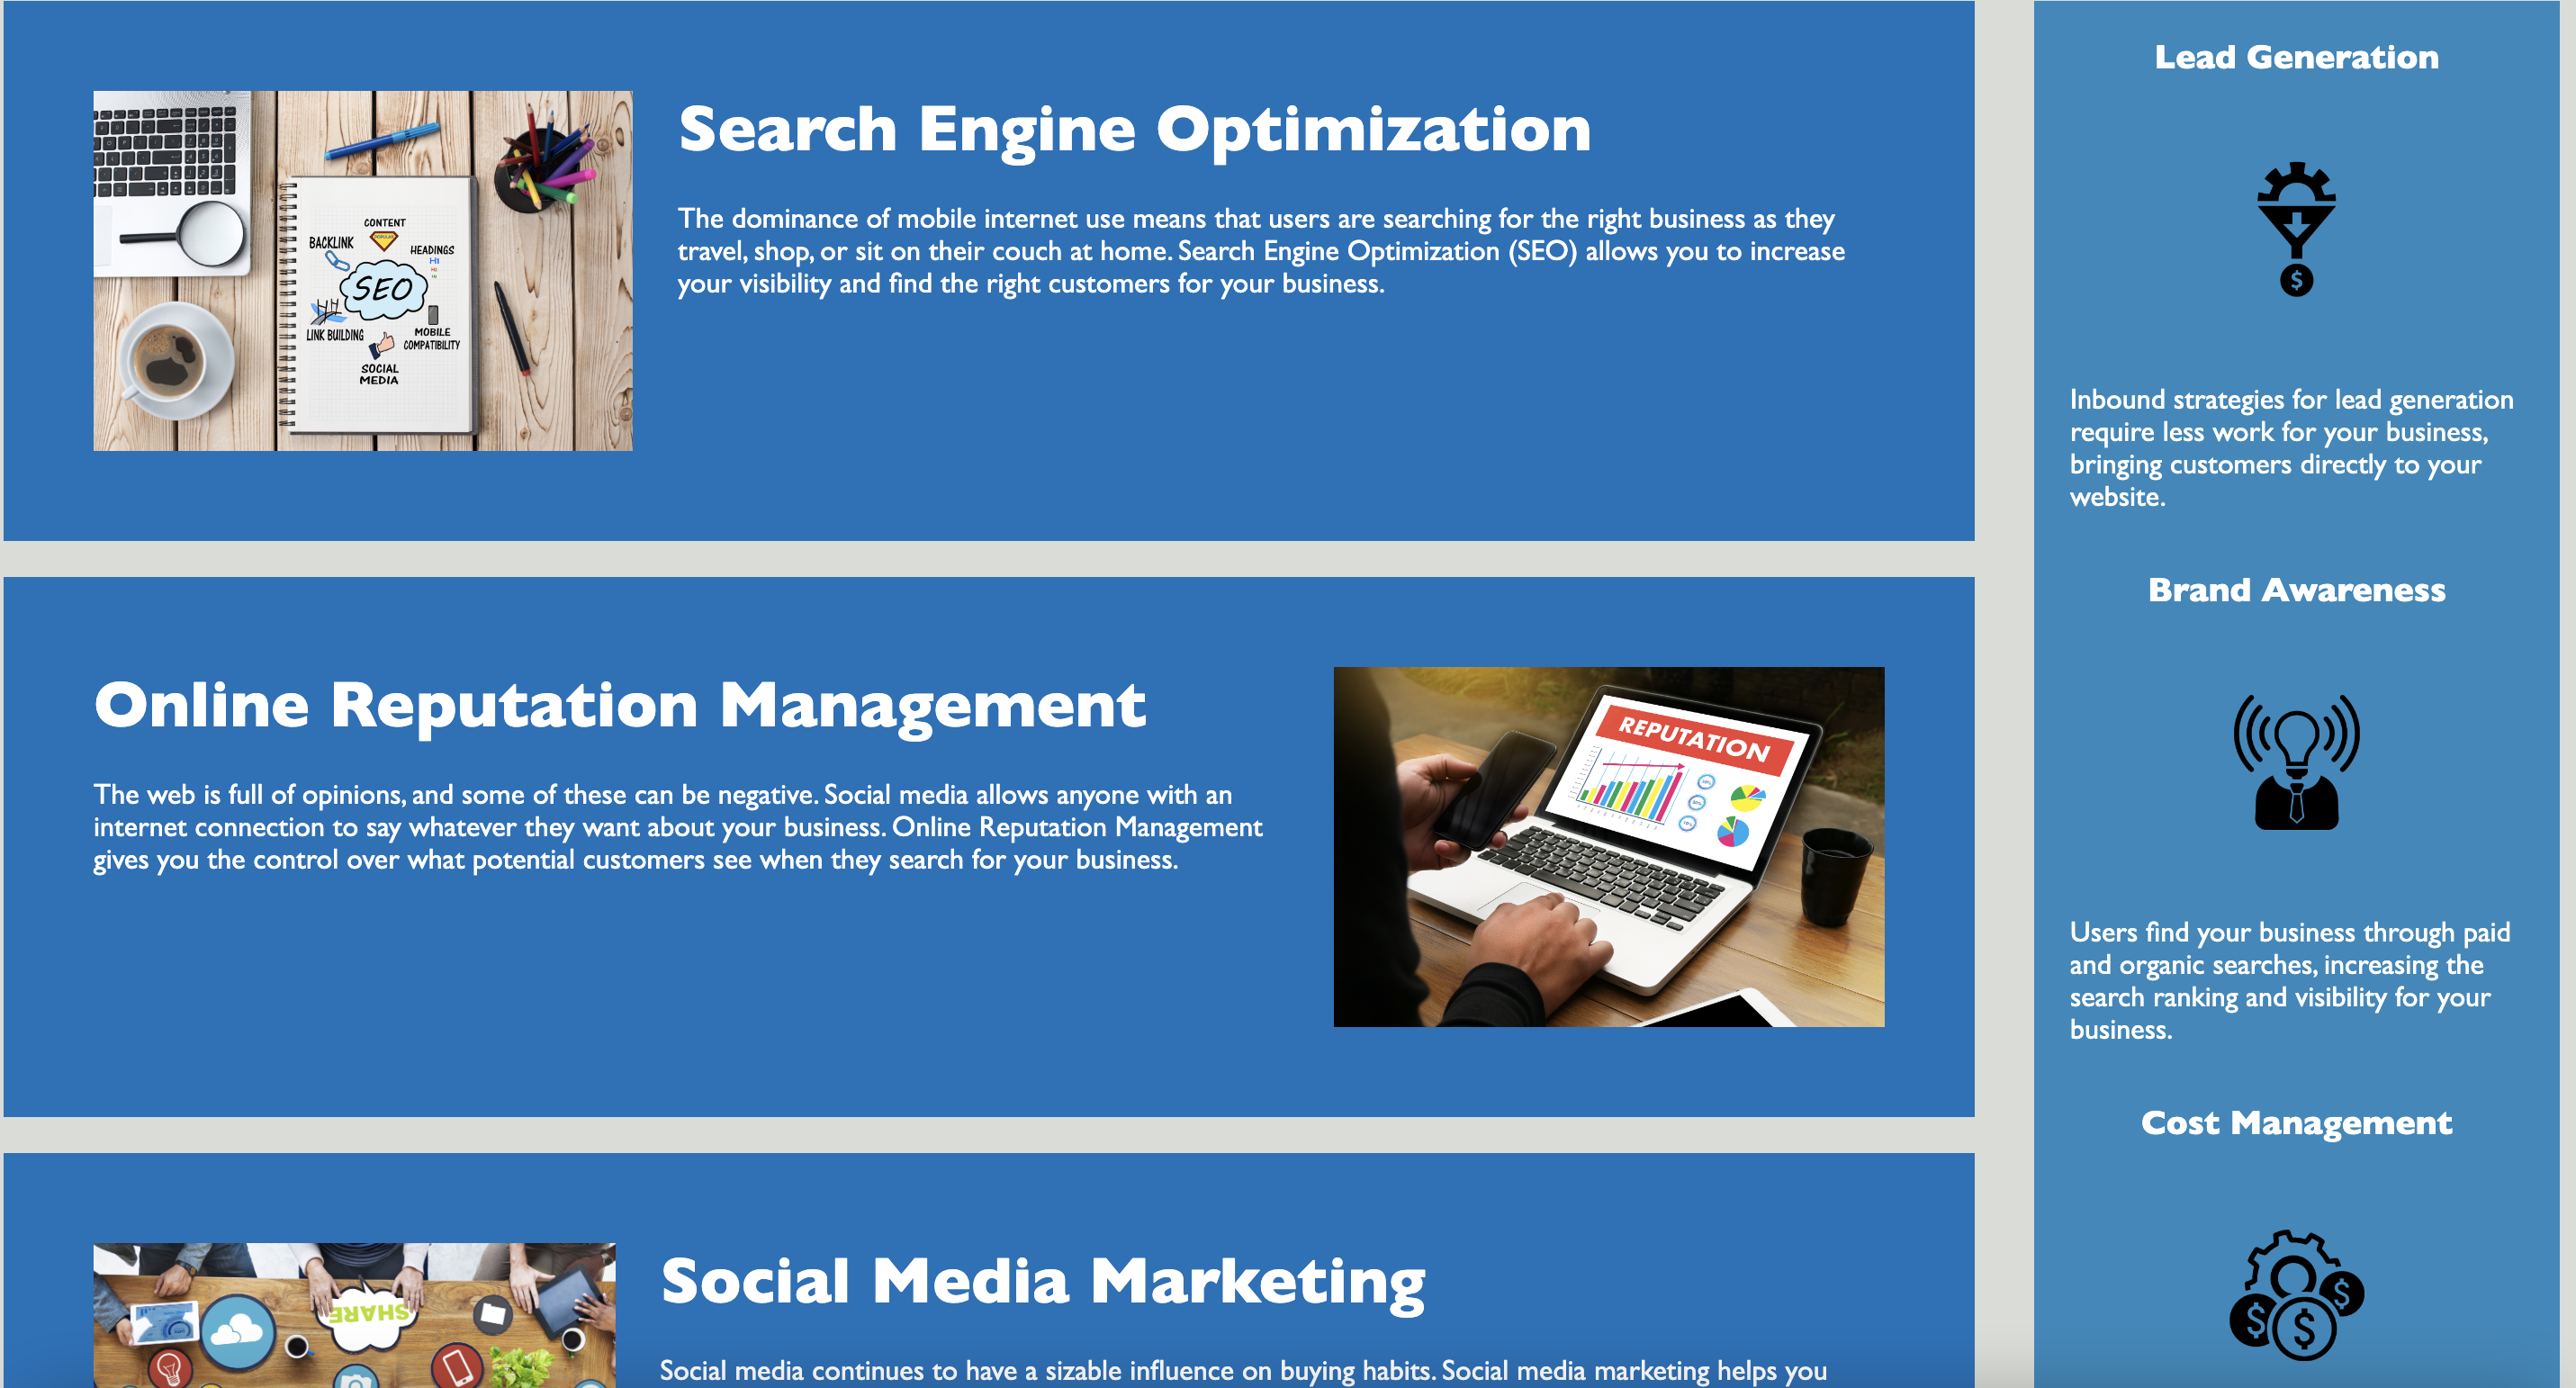 Search Engine Optimization
The dominance of mobile internet use means that users are searching for the right business as they
travel, shop, or sit on their couch at home. Search Engine Optimization (SEO) allows you to increase
your visibility and find the right customers for your business.
CONTENT
BACKLINK
HEADINGS
SEO
LINK BUILDING
MOBILE
COMPATIBILITY
SOCIAL
MEDIA
Online Reputation Management
The web is full of opinions, and some of these can be negative. Social media allows anyone with an
internet connection to say whatever they want about your business. Online Reputation Management
gives you the control over what potential customers see when they search for your business.
REPUTATION
Social Media Marketing
Social media continues to have a sizable influence on buying habits. Social media marketing helps you
SHARE
Lead Generation
$
Inbound strategies for lead generation
require less work for your business,
bringing customers directly to your
website.
Brand Awareness
Users find your business through paid
and organic searches, increasing the
search ranking and visibility for your
business.
Cost Management
$ $ $